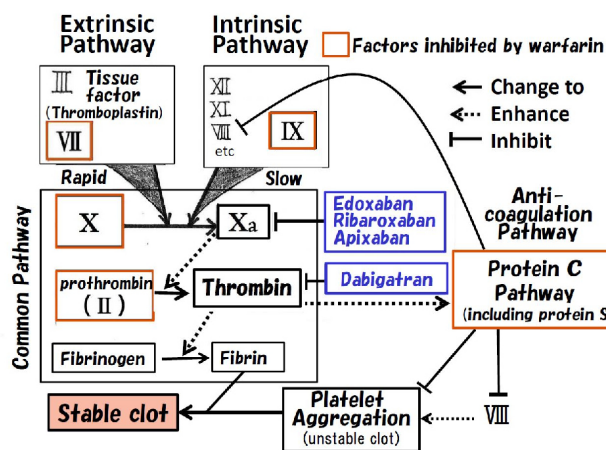 Extrinsic Pathway
Intrinsic Pathway
Factors inhibited by warfarin
Change to
Enhance
Inhibit
III Tissue
factor
(Thromboplastin)
VII
XII
XI
VIII
etc
IX
Rapid
Slow
Common Pathway
X
Xa
Edoxaban
Ribaroxaban
Apixaban
Anti-
coagulation
Pathway
prothrombin
(II)
Thrombin
Dabigatran
Protein C
Pathway
(including protein S
Fibrinogen
Fibrin
Stable clot
Platelet
Aggregation
(unstable clot)
VIII